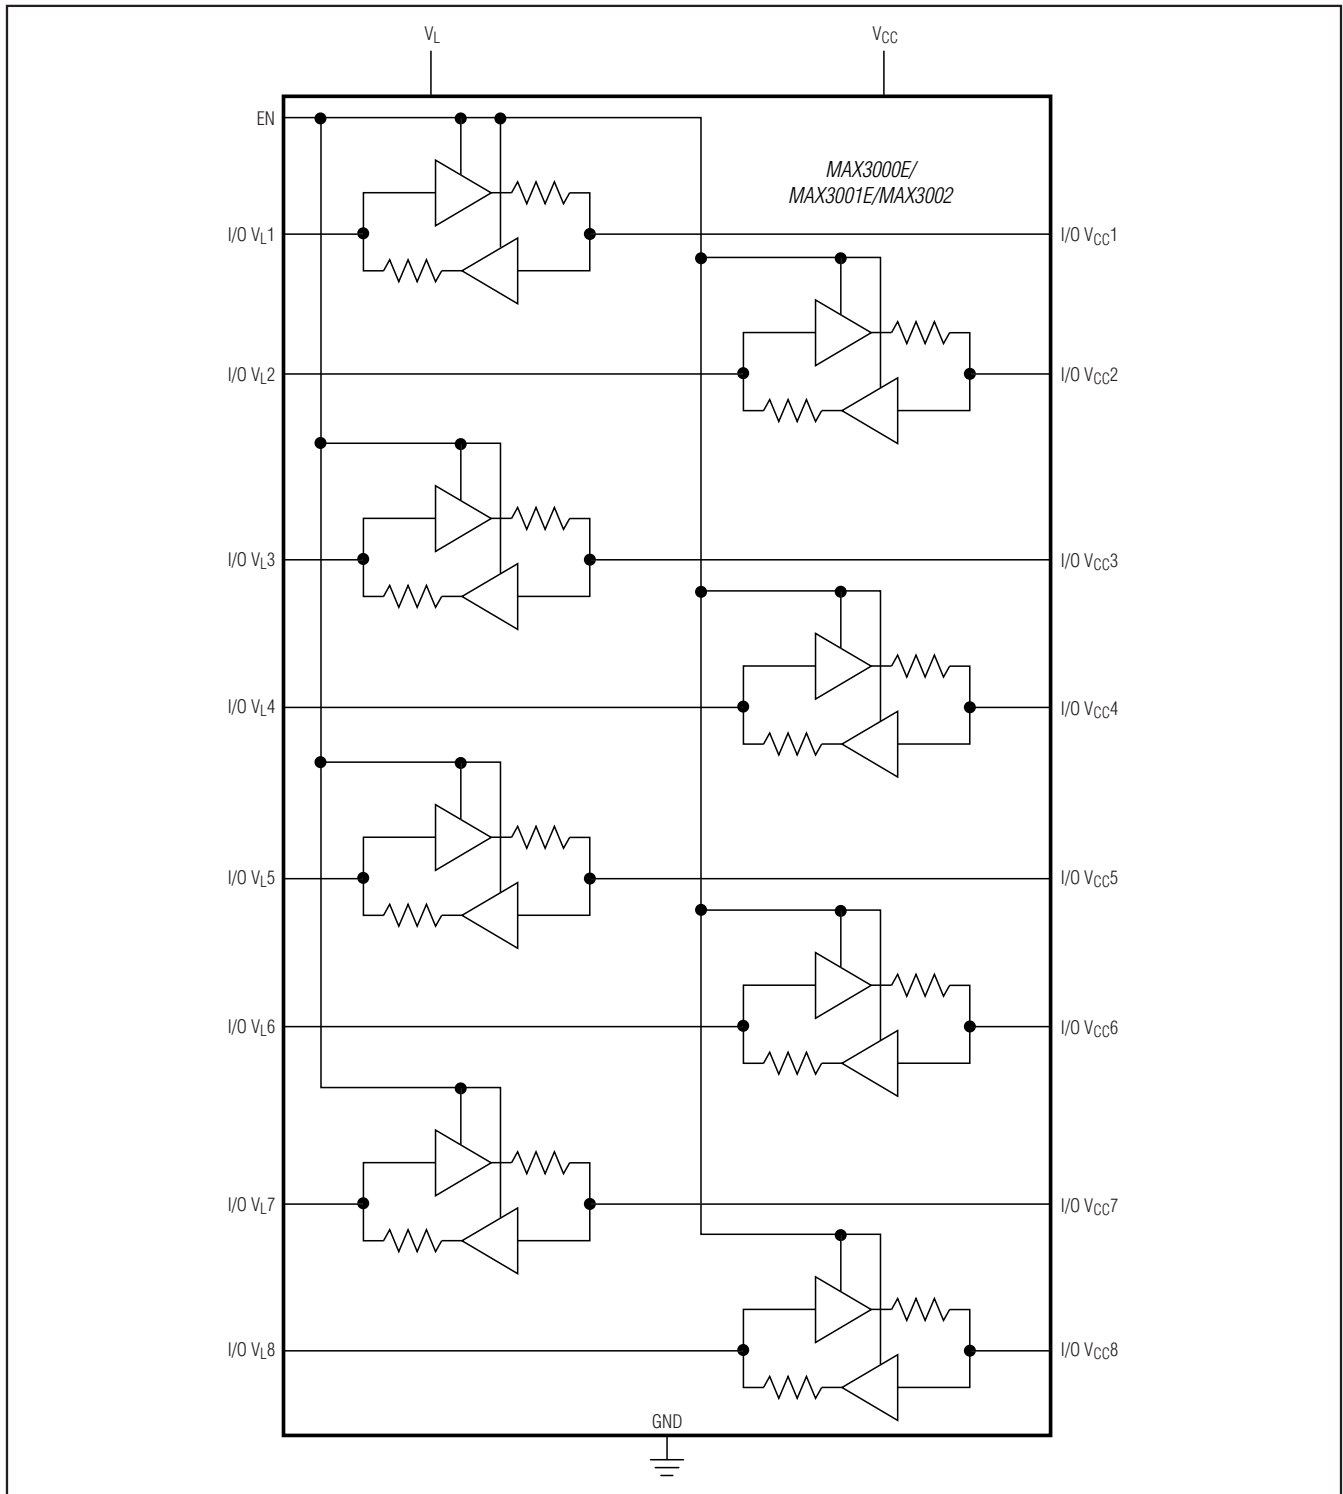 VL VCC
EN
MAX3000E/
MAX3001E/MAX3002
I/O VL1 I/O VCC1
I/O VL2 I/O VCC2
I/O VL3 I/O VCC3
I/O VL4 I/O VCC4
I/O VL5 I/O VCC5
I/O VL6 I/O VCC6
I/O VL7 I/O VCC7
I/O VL8 I/O VCC8
GND